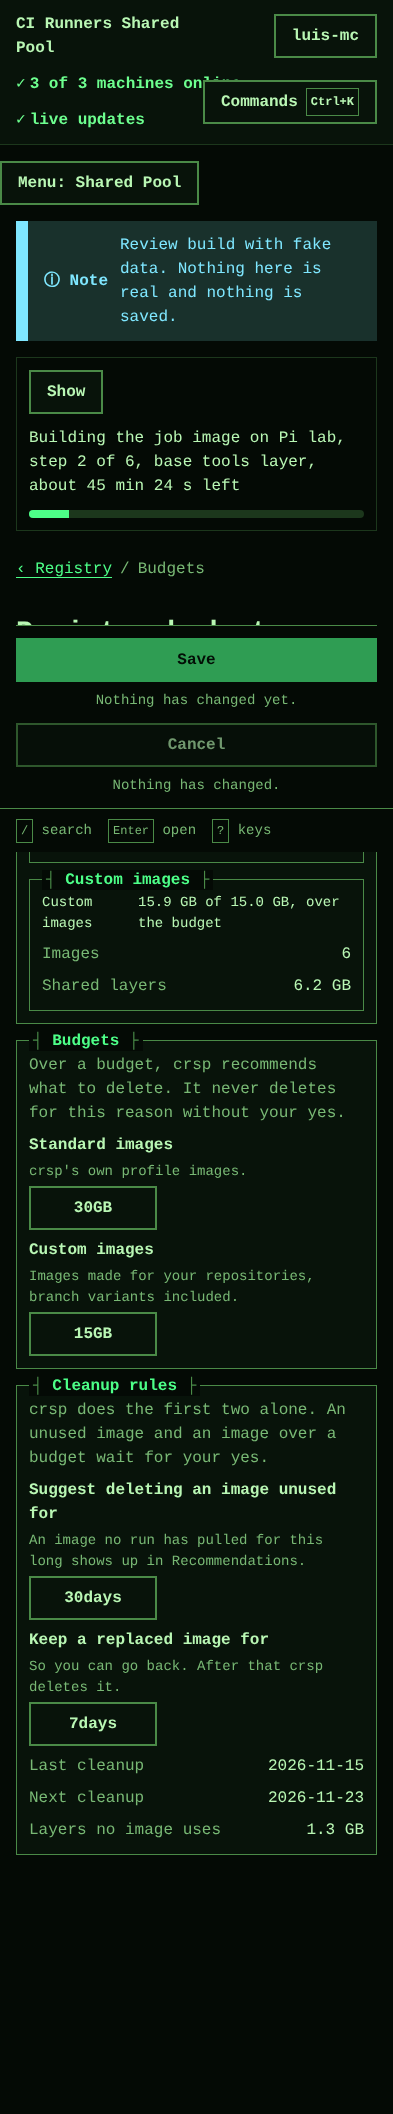 CI Runners Shared
Pool
luis-mc
✓ 3 of 3 machines
Commands Ctrl+K
✓ live updates
Menu: Shared Pool
ⓘ Note
Review build with fake
data. Nothing here is
real and nothing is
saved.
Show
Building the job image on Pi lab,
step 2 of 6, base tools layer,
about 45 min 24 s left
‹ Registry / Budgets
Save
Nothing has changed yet.
Cancel
Nothing has changed.
/ search Enter open ? keys
Custom images
Custom 15.9 GB of 15.0 GB, over
images the budget
Images 6
Shared layers 6.2 GB
Budgets
Over a budget, crsp recommends
what to delete. It never deletes
for this reason without your yes.
Standard images
crsp's own profile images.
30GB
Custom images
Images made for your repositories,
branch variants included.
15GB
Cleanup rules
crsp does the first two alone. An
unused image and an image over a
budget wait for your yes.
Suggest deleting an image unused
for
An image no run has pulled for this
long shows up in Recommendations.
30days
Keep a replaced image for
So you can go back. After that crsp
deletes it.
7days
Last cleanup 2026-11-15
Next cleanup 2026-11-23
Layers no image uses 1.3 GB